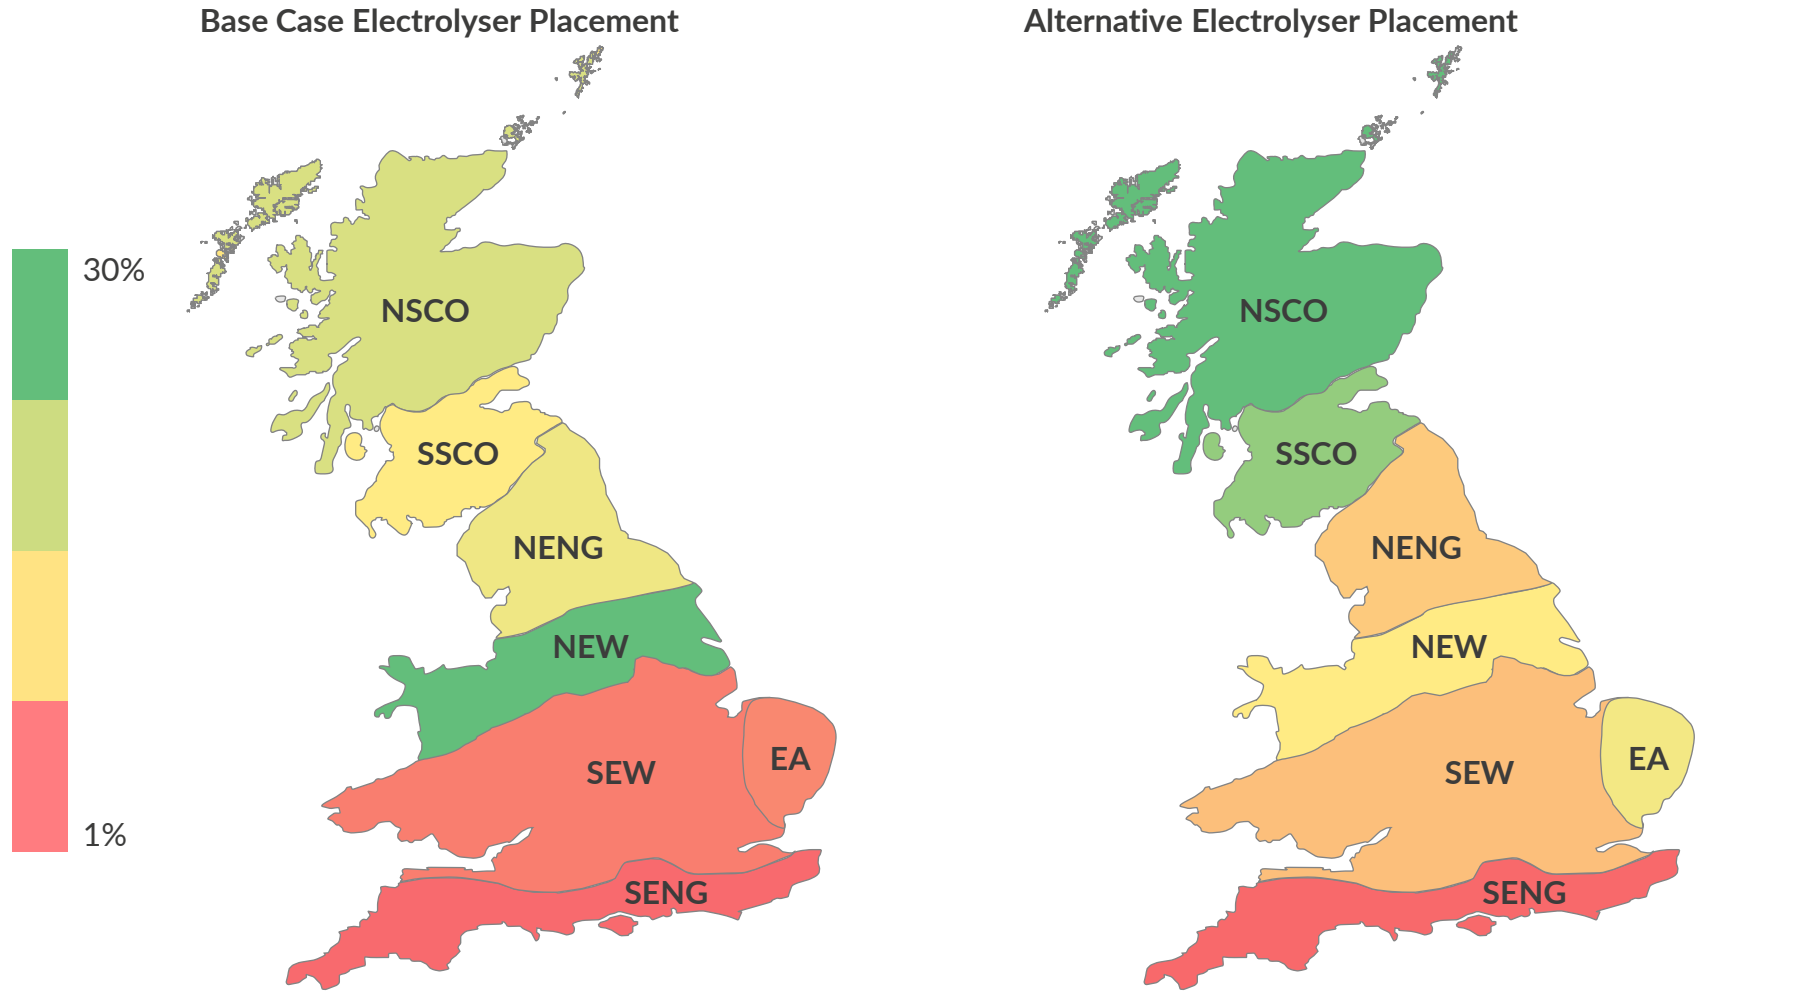 Base Case Electrolyser Placement
Alternative Electrolyser Placement
30%
1%
NSCO
SSCO
NENG
NEW
SEW
EA
SENG
NSCO
SSCO
NENG
NEW
SEW
EA
SENG